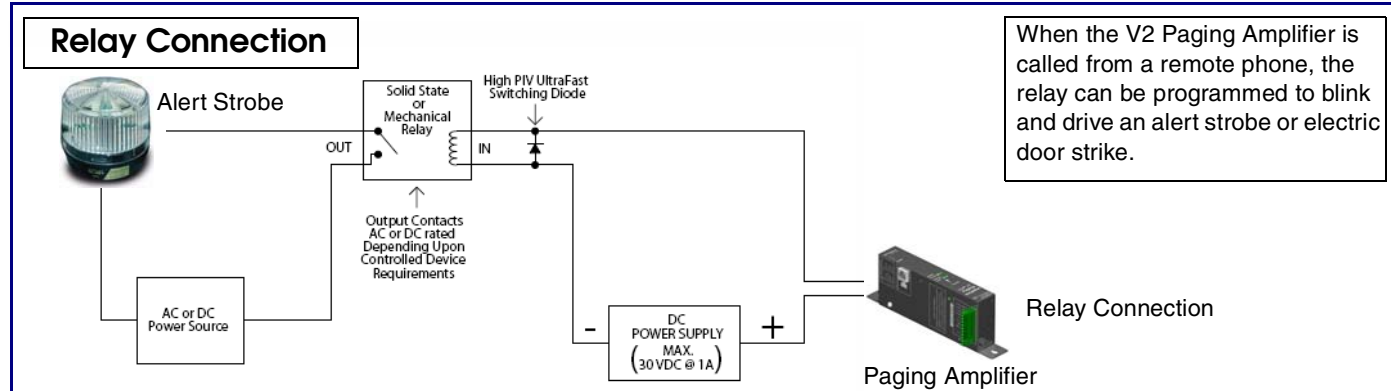 Relay Connection
Alert Strobe
Solid State
or
Mechanical
Relay
OUT
IN
High PIV UltraFast
Switching Diode
Output Contacts
AC or DC rated
Depending Upon
Controlled Device
Requirements
AC or DC
Power Source
-
DC
POWER SUPPLY
MAX.
(30 VDC @ 1A)
+
When the V2 Paging Amplifier is
called from a remote phone, the
relay can be programmed to blink
and drive an alert strobe or electric
door strike.
Relay Connection
Paging Amplifier